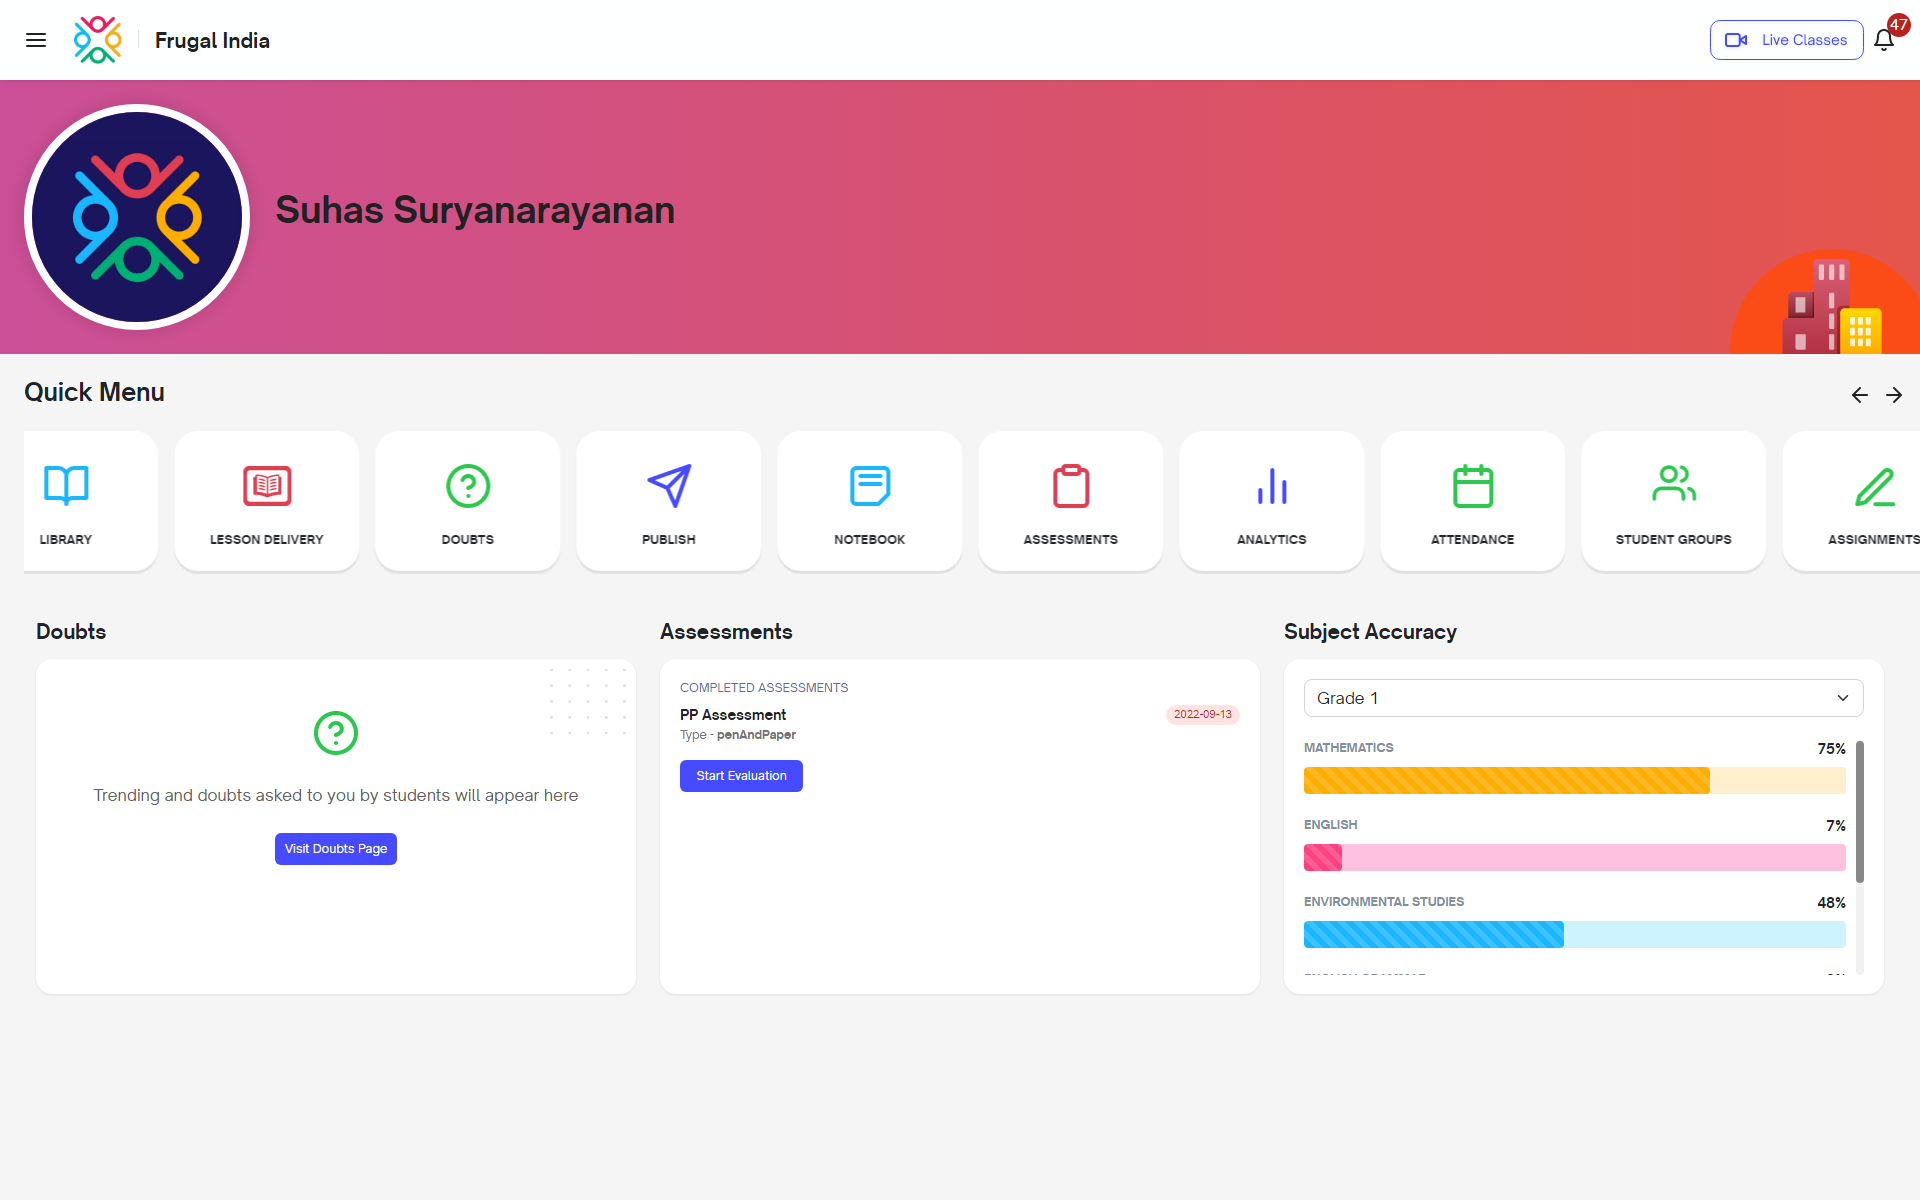 Frugal India
Live Classes
47
Suhas Suryanarayanan
Quick Menu
LIBRARY
LESSON DELIVERY
DOUBTS
PUBLISH
NOTEBOOK
ASSESSMENTS
ANALYTICS
ATTENDANCE
STUDENT GROUPS
ASSIGNMENTS
Doubts
Trending and doubts asked to you by students will appear here
Visit Doubts Page
Assessments
COMPLETED ASSESSMENTS
PP Assessment
2022-09-13
Type - penAndPaper
Start Evaluation
Subject Accuracy
Grade 1
MATHEMATICS
75%
ENGLISH
7%
ENVIRONMENTAL STUDIES
48%